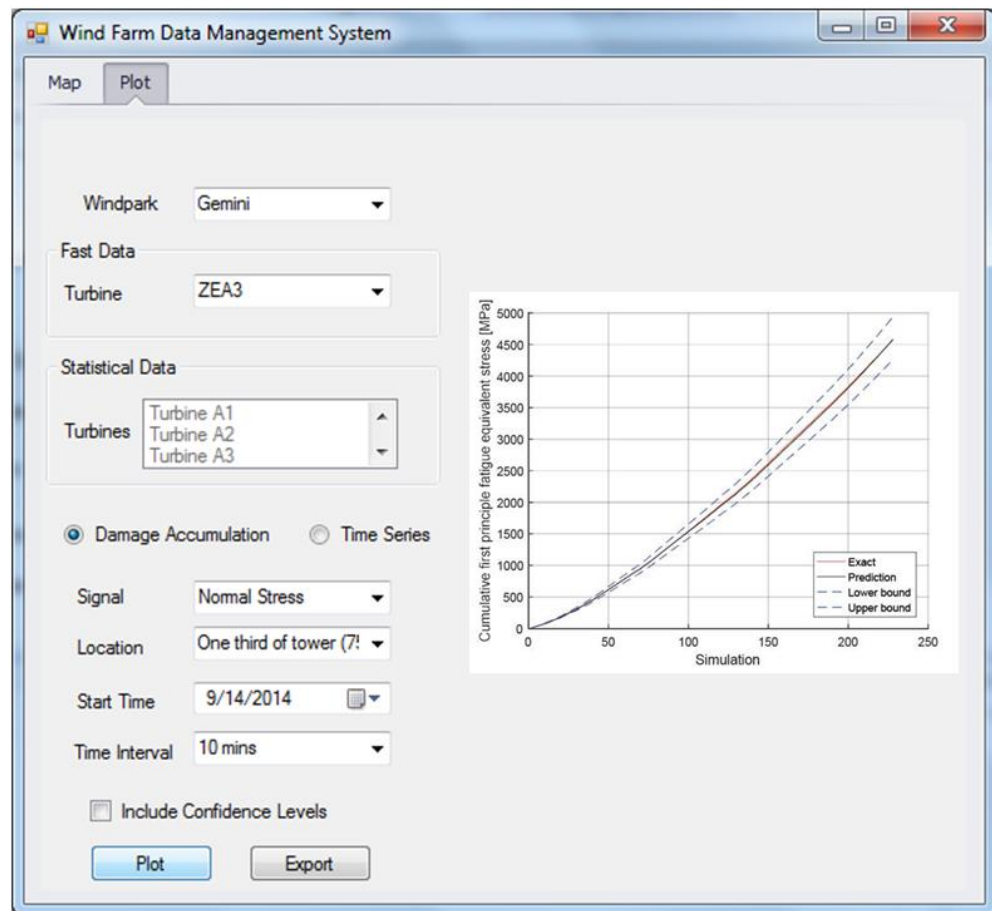 Wind Farm Data Management System
Map Plot
Windpark Gemini
Fast Data
Turbine ZEA3
Statistical Data
Turbines
Turbine A1
Turbine A2
Turbine A3
Damage Accumulation Time Series
Signal Normal Stress
Location One third of tower (7
Start Time 9/14/2014
Time Interval 10 mins
Include Confidence Levels
Plot Export
Cumulative first principle fatigue equivalent stress [MPa]
5000
4500
4000
3500
3000
2500
2000
1500
1000
500
0
0 50 100 150 200 250
Simulation
Exact
Prediction
Lower bound
Upper bound